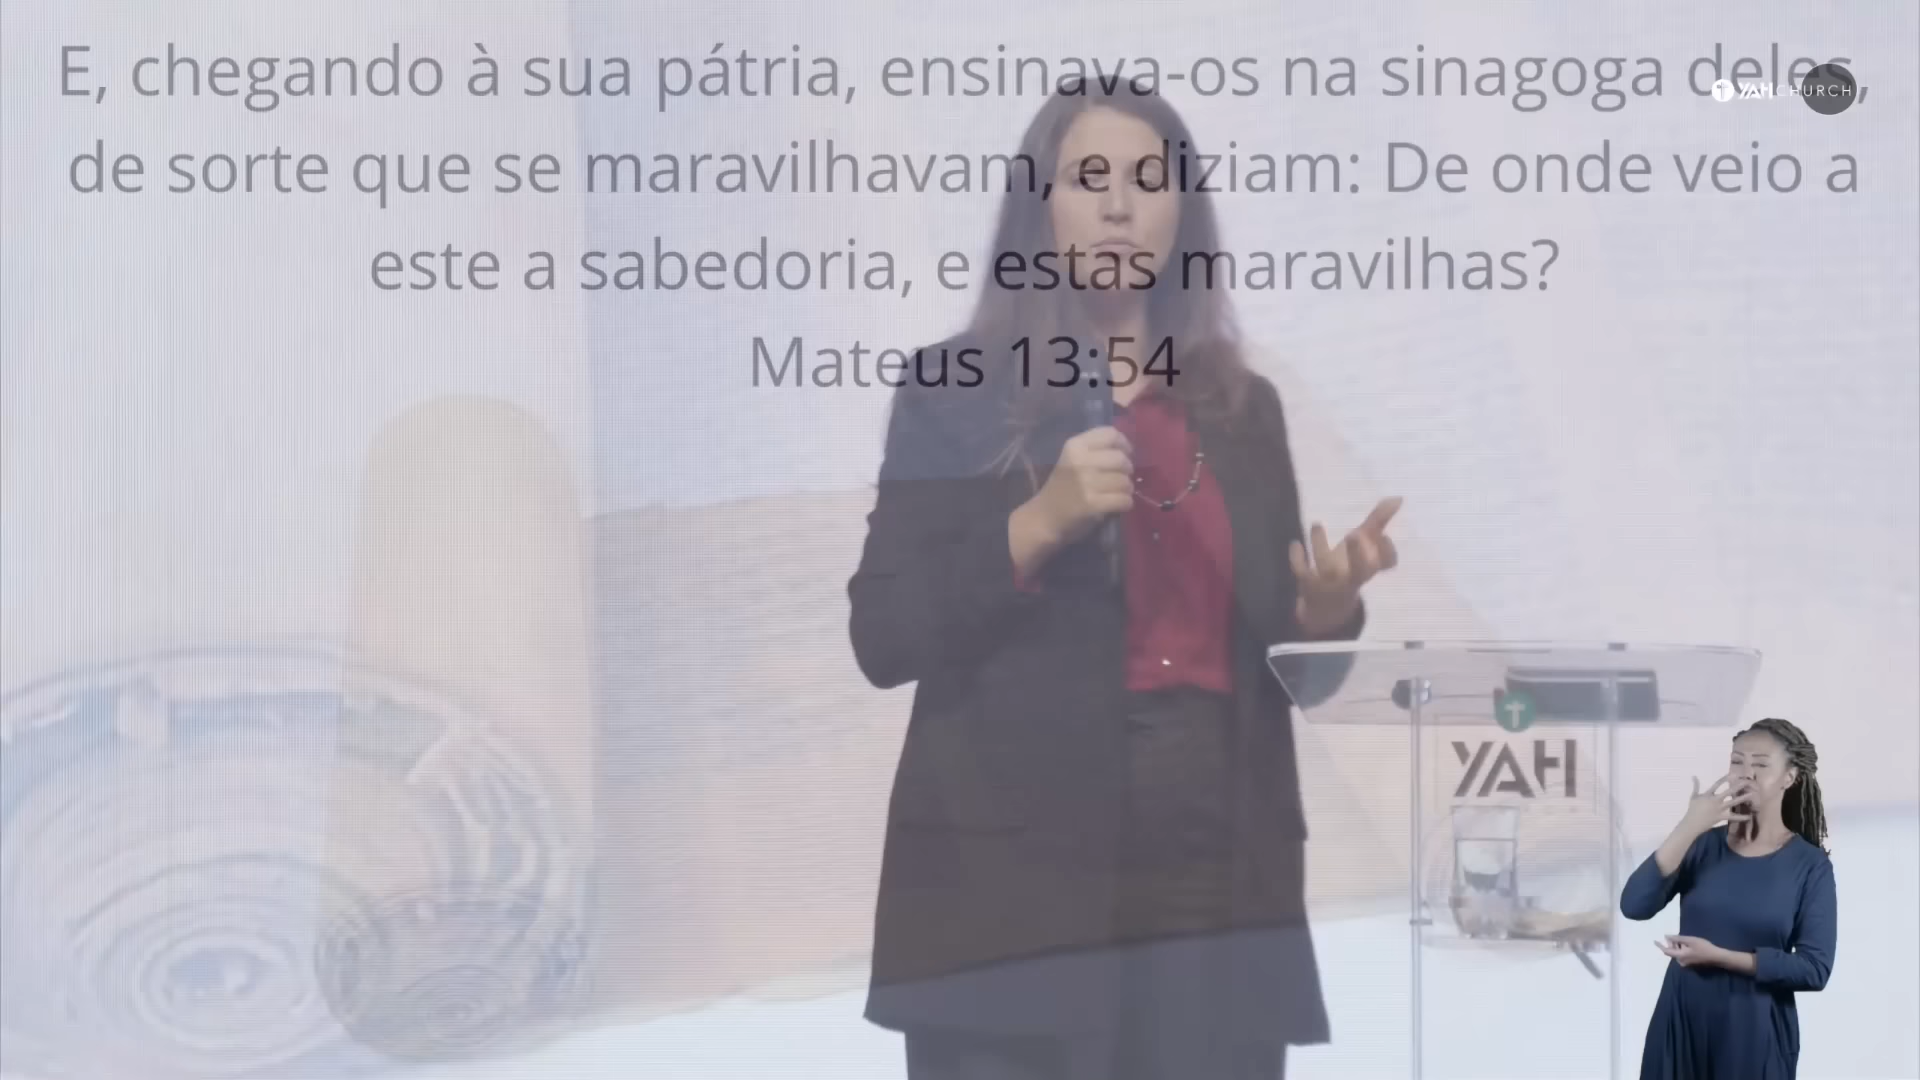 E, chegando à sua pátria, ensinava-os na sinagoga deles,
de sorte que se maravilhavam, e diziam: De onde veio a
este a sabedoria, e estas maravilhas?
Mateus 13:54
YAH CHURCH
YAH